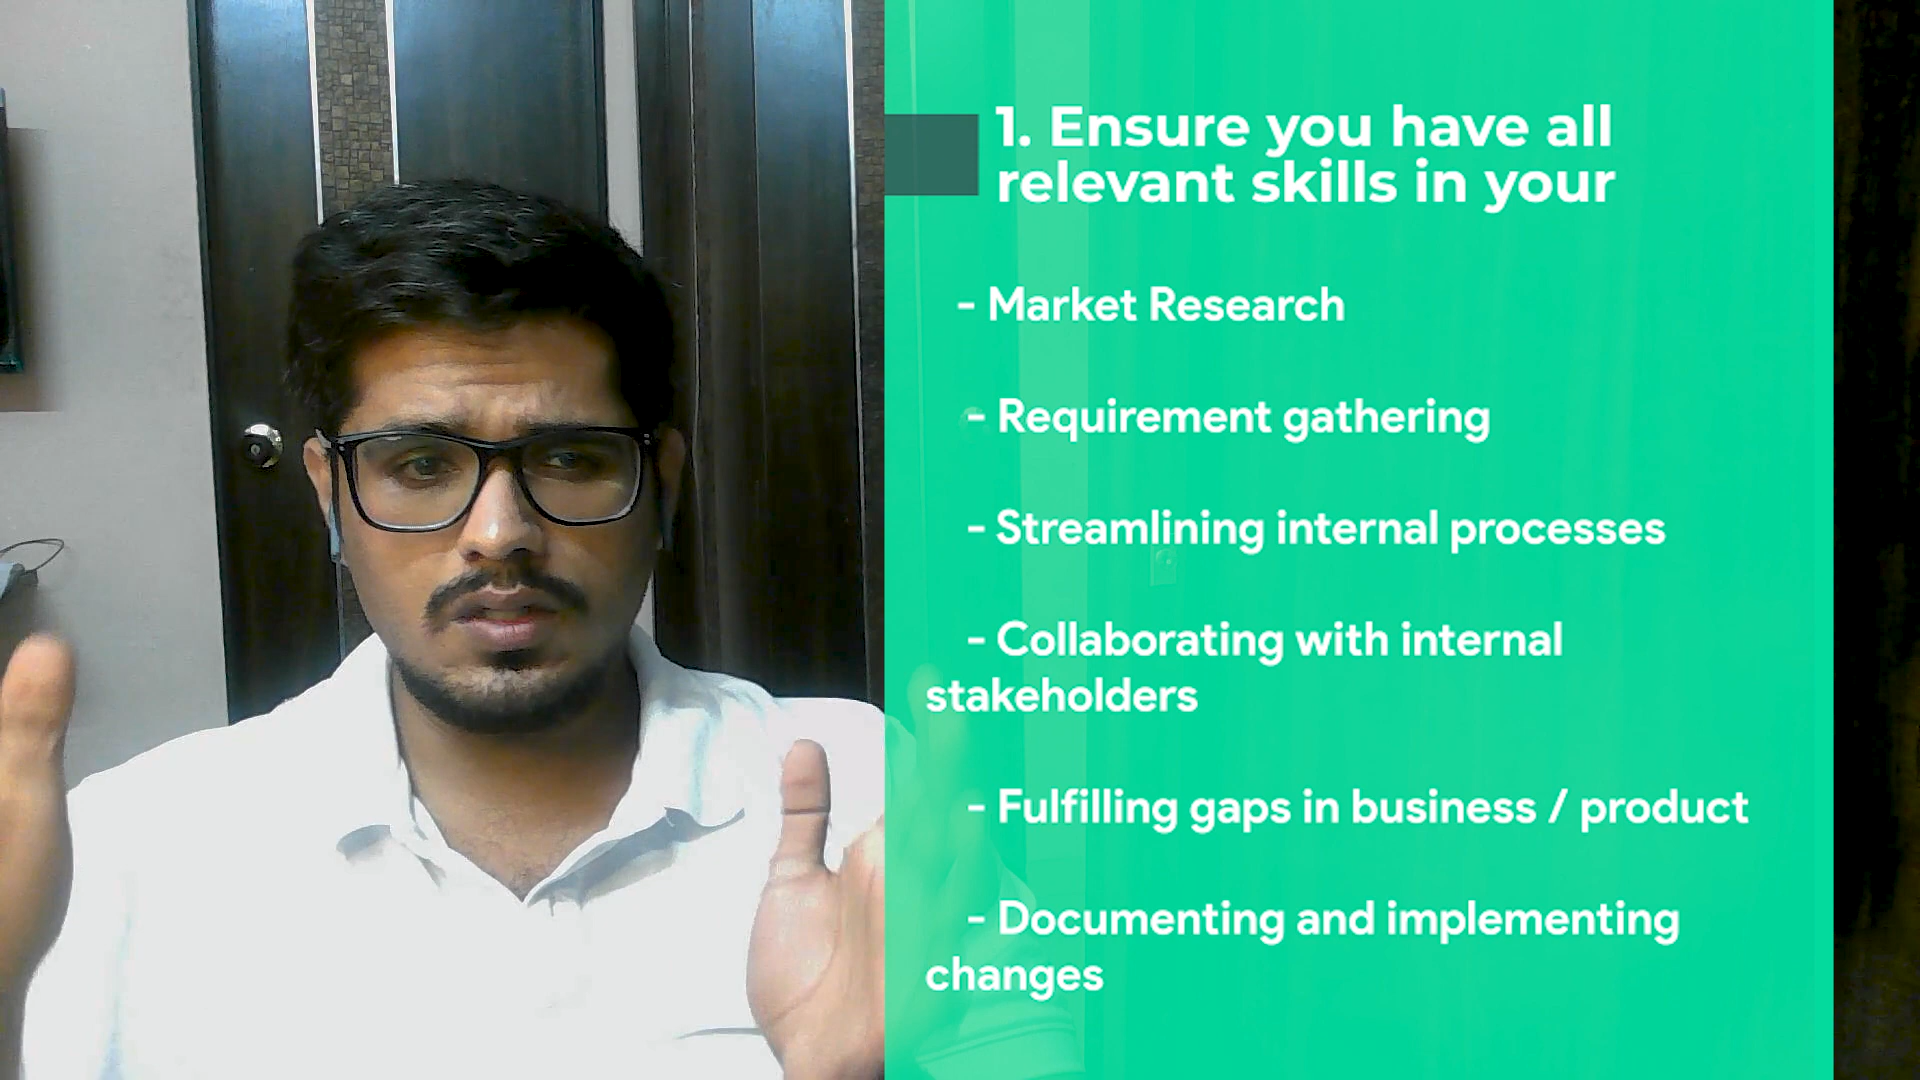 1. Ensure you have all
relevant skills in your
- Market Research
- Requirement gathering
- Streamlining internal processes
- Collaborating with internal
stakeholders
- Fulfilling gaps in business / product
- Documenting and implementing
changes